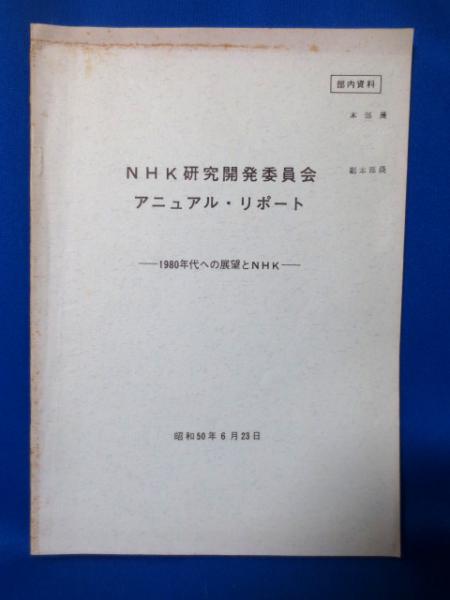 部内資料
本部長
副本部長
NHK研究開発委員会
アニュアル・リポート
──1980年代への展望とNHK──
昭和50年6月23日